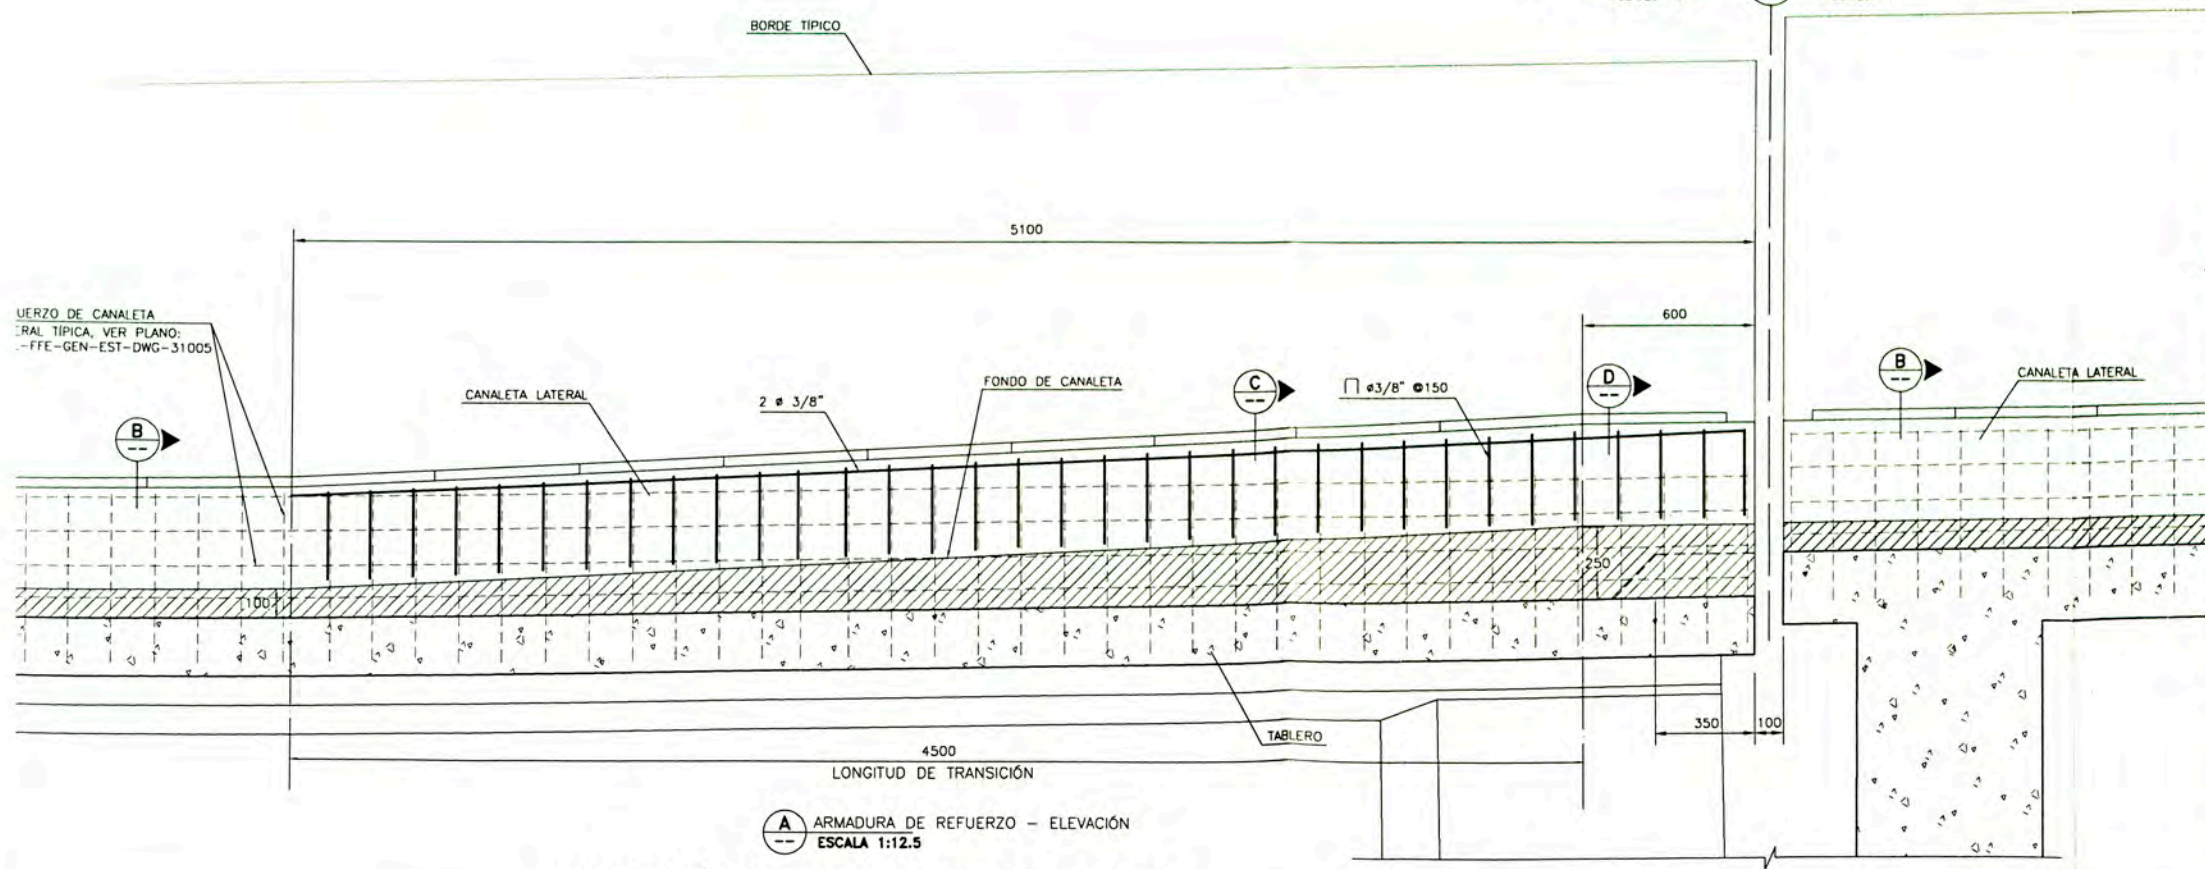 BORDE TÍPICO
5100
600
UERZO DE CANALETA
ERAL TÍPICA, VER PLANO:
-FFE-GEN-EST-DWG-31005
CANALETA LATERAL
2 ø 3/8"
FONDO DE CANALETA
C
--
ø3/8" @150
D
--
B
--
CANALETA LATERAL
B
--
100
250
350
100
TABLERO
4500
LONGITUD DE TRANSICIÓN
A
--
ARMADURA DE REFUERZO - ELEVACIÓN
ESCALA 1:12.5